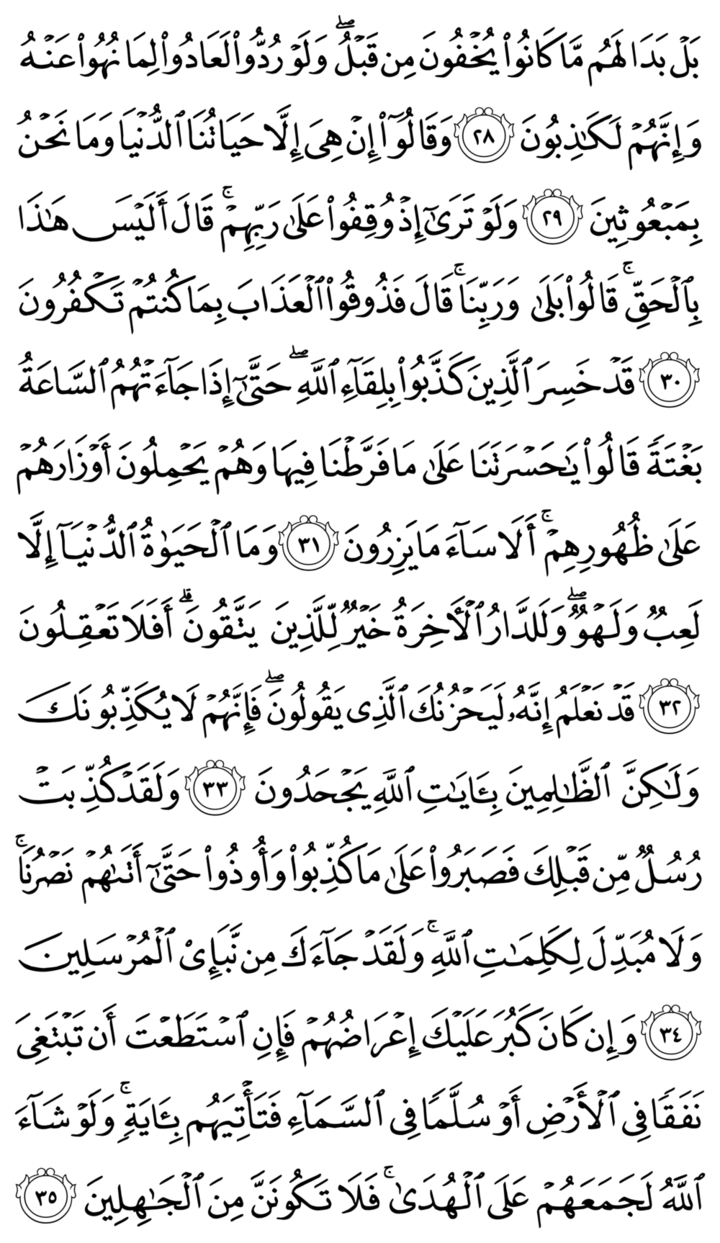 بَلۡ بَدَا لَهُم مَّا كَانُواْ يُخۡفُونَ مِن قَبۡلُۖ وَلَوۡ رُدُّواْ لَعَادُواْ لِمَا نُهُواْ عَنۡهُ
وَإِنَّهُمۡ لَكَٰذِبُونَ ٢٨ وَقَالُوٓاْ إِنۡ هِيَ إِلَّا حَيَاتُنَا ٱلدُّنۡيَا وَمَا نَحۡنُ
بِمَبۡعُوثِينَ ٢٩ وَلَوۡ تَرَىٰٓ إِذۡ وُقِفُواْ عَلَىٰ رَبِّهِمۡۚ قَالَ أَلَيۡسَ هَٰذَا
بِٱلۡحَقِّۚ قَالُواْ بَلَىٰ وَرَبِّنَاۚ قَالَ فَذُوقُواْ ٱلۡعَذَابَ بِمَا كُنتُمۡ تَكۡفُرُونَ
٣٠ قَدۡ خَسِرَ ٱلَّذِينَ كَذَّبُواْ بِلِقَآءِ ٱللَّهِۖ حَتَّىٰٓ إِذَا جَآءَتۡهُمُ ٱلسَّاعَةُ
بَغۡتَةٗ قَالُواْ يَٰحَسۡرَتَنَا عَلَىٰ مَا فَرَّطۡنَا فِيهَا وَهُمۡ يَحۡمِلُونَ أَوۡزَارَهُمۡ
عَلَىٰ ظُهُورِهِمۡۚ أَلَا سَآءَ مَا يَزِرُونَ ٣١ وَمَا ٱلۡحَيَوٰةُ ٱلدُّنۡيَآ إِلَّا
لَعِبٞ وَلَهۡوٞۖ وَلَلدَّارُ ٱلۡأٓخِرَةُ خَيۡرٞ لِّلَّذِينَ يَتَّقُونَۚ أَفَلَا تَعۡقِلُونَ
٣٢ قَدۡ نَعۡلَمُ إِنَّهُۥ لَيَحۡزُنُكَ ٱلَّذِي يَقُولُونَۖ فَإِنَّهُمۡ لَا يُكَذِّبُونَكَ
وَلَٰكِنَّ ٱلظَّٰلِمِينَ بِـَٔايَٰتِ ٱللَّهِ يَجۡحَدُونَ ٣٣ وَلَقَدۡ كُذِّبَتۡ
رُسُلٞ مِّن قَبۡلِكَ فَصَبَرُواْ عَلَىٰ مَا كُذِّبُواْ وَأُوذُواْ حَتَّىٰٓ أَتَىٰهُمۡ نَصۡرُنَاۚ
وَلَا مُبَدِّلَ لِكَلِمَٰتِ ٱللَّهِۚ وَلَقَدۡ جَآءَكَ مِن نَّبَإِيْ ٱلۡمُرۡسَلِينَ
٣٤ وَإِن كَانَ كَبُرَ عَلَيۡكَ إِعۡرَاضُهُمۡ فَإِنِ ٱسۡتَطَعۡتَ أَن تَبۡتَغِيَ
نَفَقٗا فِي ٱلۡأَرۡضِ أَوۡ سُلَّمٗا فِي ٱلسَّمَآءِ فَتَأۡتِيَهُم بِـَٔايَةٖۚ وَلَوۡ شَآءَ
ٱللَّهُ لَجَمَعَهُمۡ عَلَى ٱلۡهُدَىٰۚ فَلَا تَكُونَنَّ مِنَ ٱلۡجَٰهِلِينَ ٣٥